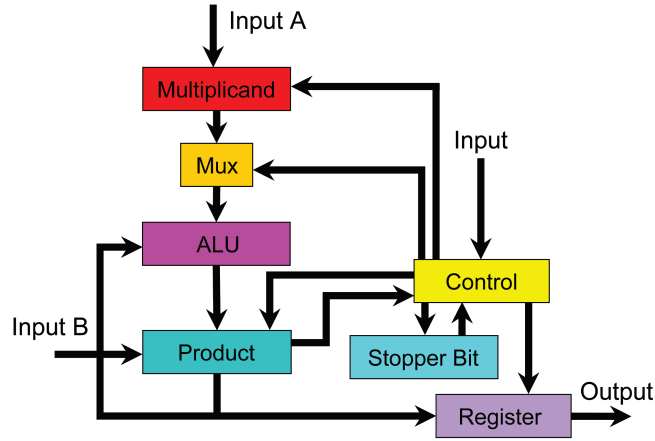 Input A
Multiplicand
Input
Mux
ALU
Control
Input B
Product
Stopper Bit
Output
Register